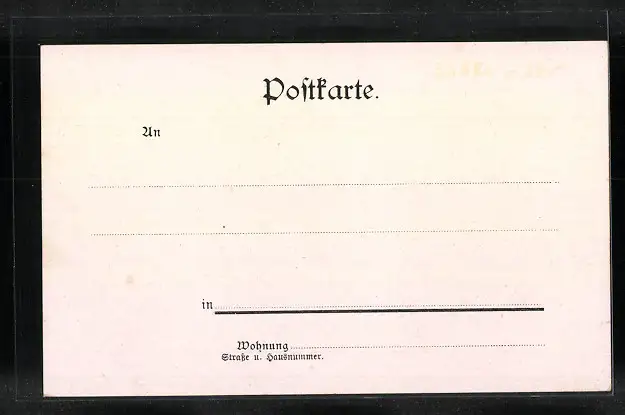 Postkarte.
An
in
Wohnung
Straße u. Hausnummer.